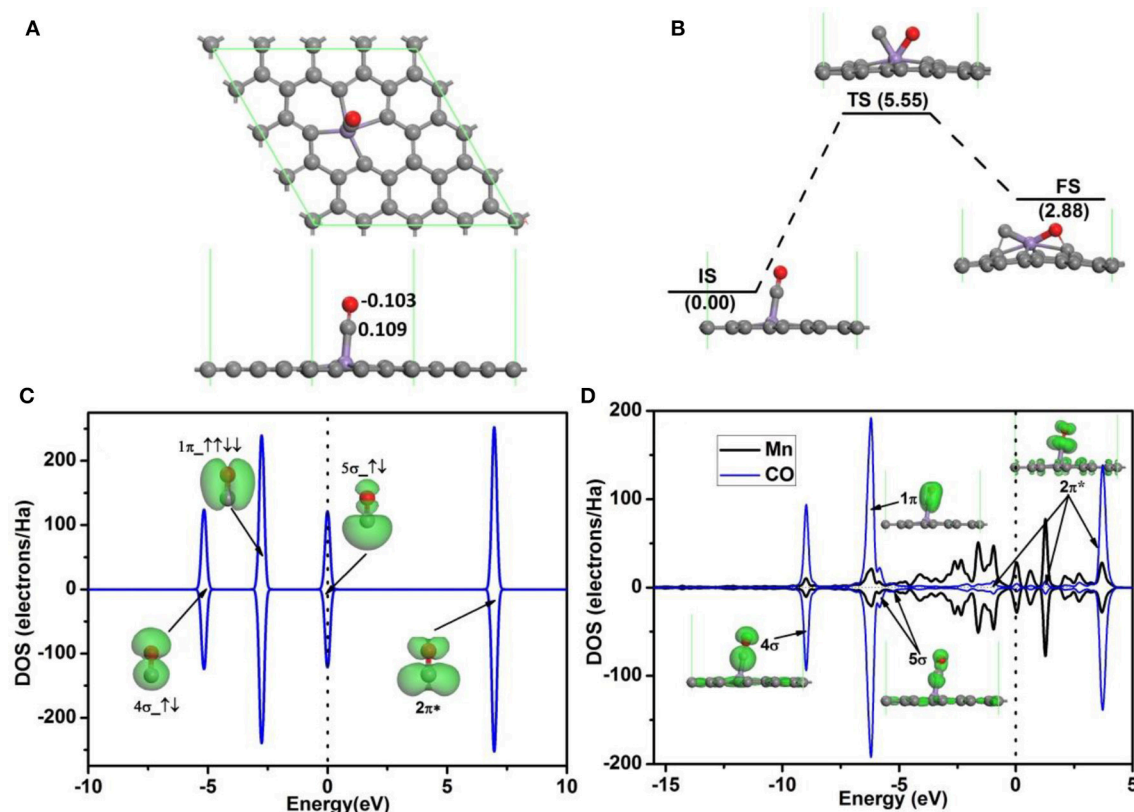 A
-0.103
0.109
B
TS (5.55)
FS
(2.88)
IS
(0.00)
C
DOS (electrons/Ha)
200
100
0
-100
-200
1π_↑↑↓↓
5σ_↑↓
4σ_↑↓
2π*
-10 -5 0 5 10
Energy(eV)
D
DOS (electrons/Ha)
200
100
0
-100
-200
Mn
CO
1π
2π*
4σ
5σ
-15 -10 -5 0 5
Energy (eV)